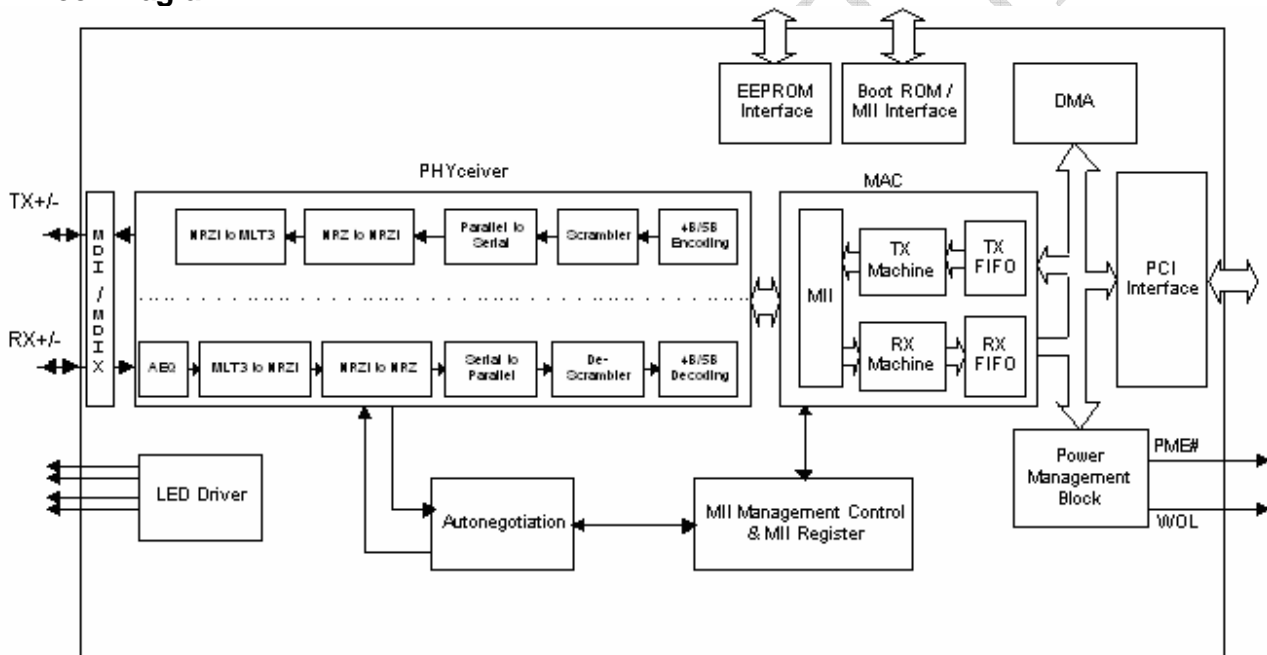 EEPROM
Interface
Boot ROM /
MII Interface
DMA
PHYceiver
MAC
TX+/-
RX+/-
MDI / MDIX
NRZI to MLT3
NRZ to NRZI
Parallel to
Serial
Scrambler
4B/5B
Encoding
AEQ
MLT3 to NRZI
NRZI to NRZ
Serial to
Parallel
De-
Scrambler
4B/5B
Decoding
MII
TX
Machine
TX
FIFO
RX
Machine
RX
FIFO
PCI
Interface
LED Driver
Autonegotiation
MII Management Control
& MII Register
Power
Management
Block
PME#
WOL